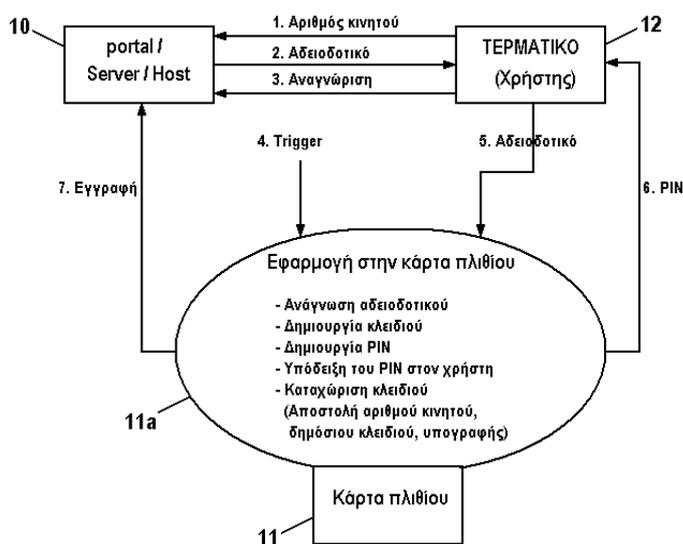 10
portal /
Server / Host
1. Αριθμός κινητού
2. Αδειοδοτικό
3. Αναγνώριση
12
ΤΕΡΜΑΤΙΚΟ
(Χρήστης)
4. Trigger
5. Αδειοδοτικό
7. Εγγραφή
6. PIN
Εφαρμογή στην κάρτα πλιθίου
- Ανάγνωση αδειοδοτικού
- Δημιουργία κλειδιού
- Δημιουργία PIN
- Υπόδειξη του PIN στον χρήστη
- Καταχώριση κλειδιού
(Αποστολή αριθμού κινητού,
δημόσιου κλειδιού, υπογραφής)
11a
Κάρτα πλιθίου
11